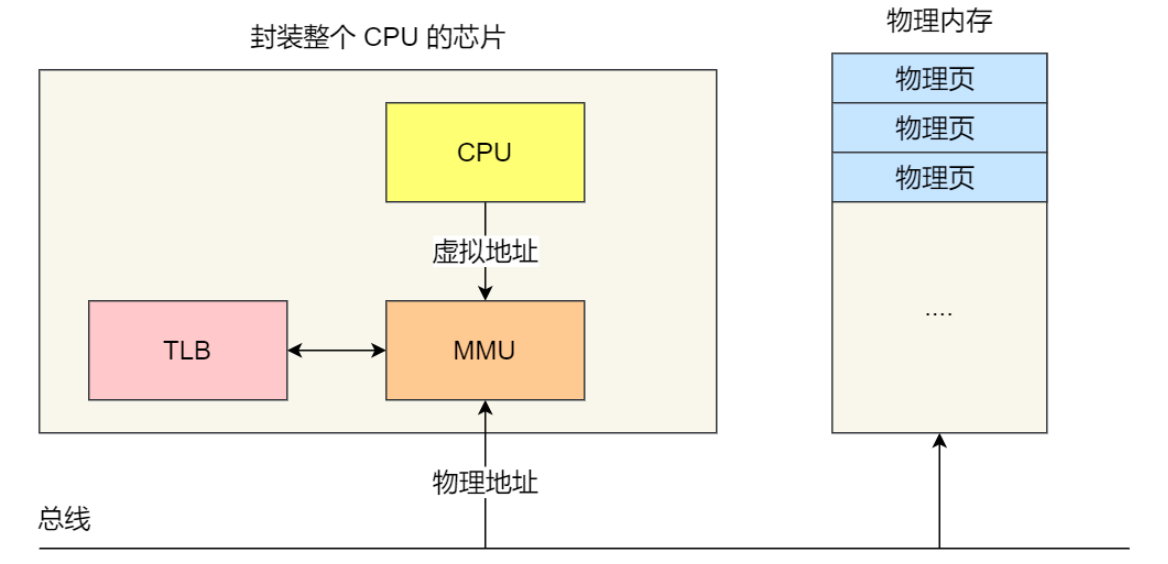 封装整个 CPU 的芯片
物理内存
物理页
物理页
物理页
CPU
虚拟地址
TLB
MMU
....
物理地址
总线